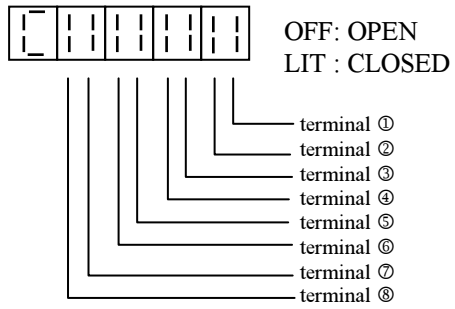 OFF: OPEN
LIT : CLOSED
terminal ①
terminal ②
terminal ③
terminal ④
terminal ⑤
terminal ⑥
terminal ⑦
terminal ⑧